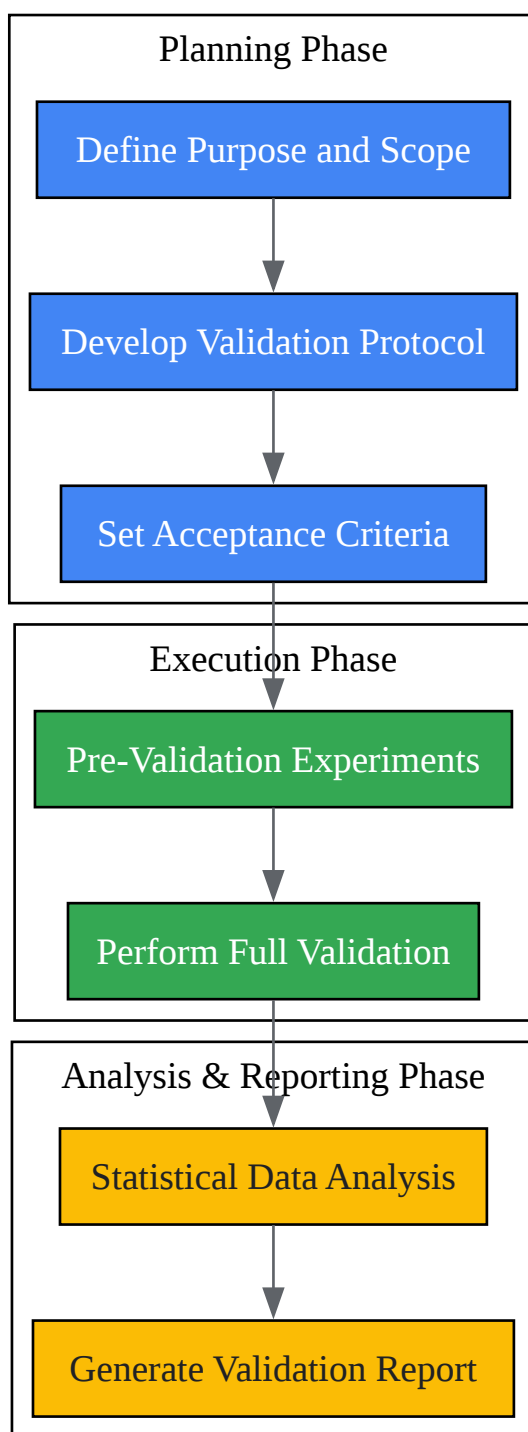 Planning Phase
Define Purpose and Scope
Develop Validation Protocol
Set Acceptance Criteria
Execution Phase
Pre-Validation Experiments
Perform Full Validation
Analysis & Reporting Phase
Statistical Data Analysis
Generate Validation Report